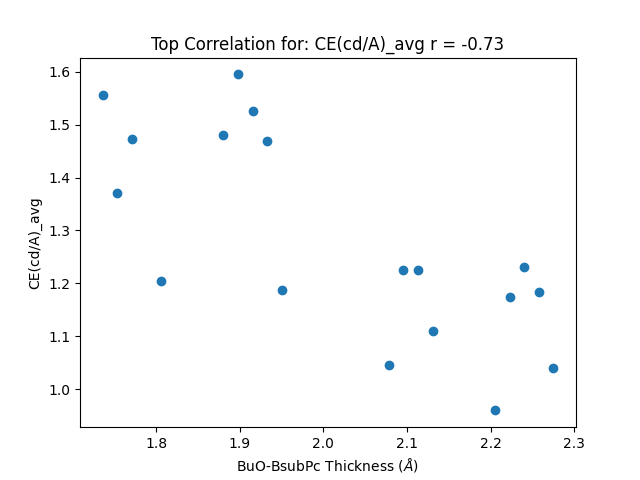 Top Correlation for: CE(cd/A)_avg r = -0.73
1.6
1.5
1.4
1.3
1.2
1.1
1.0
CE(cd/A)_avg
1.8 1.9 2.0 2.1 2.2 2.3
BuO-BsubPc Thickness (Å)